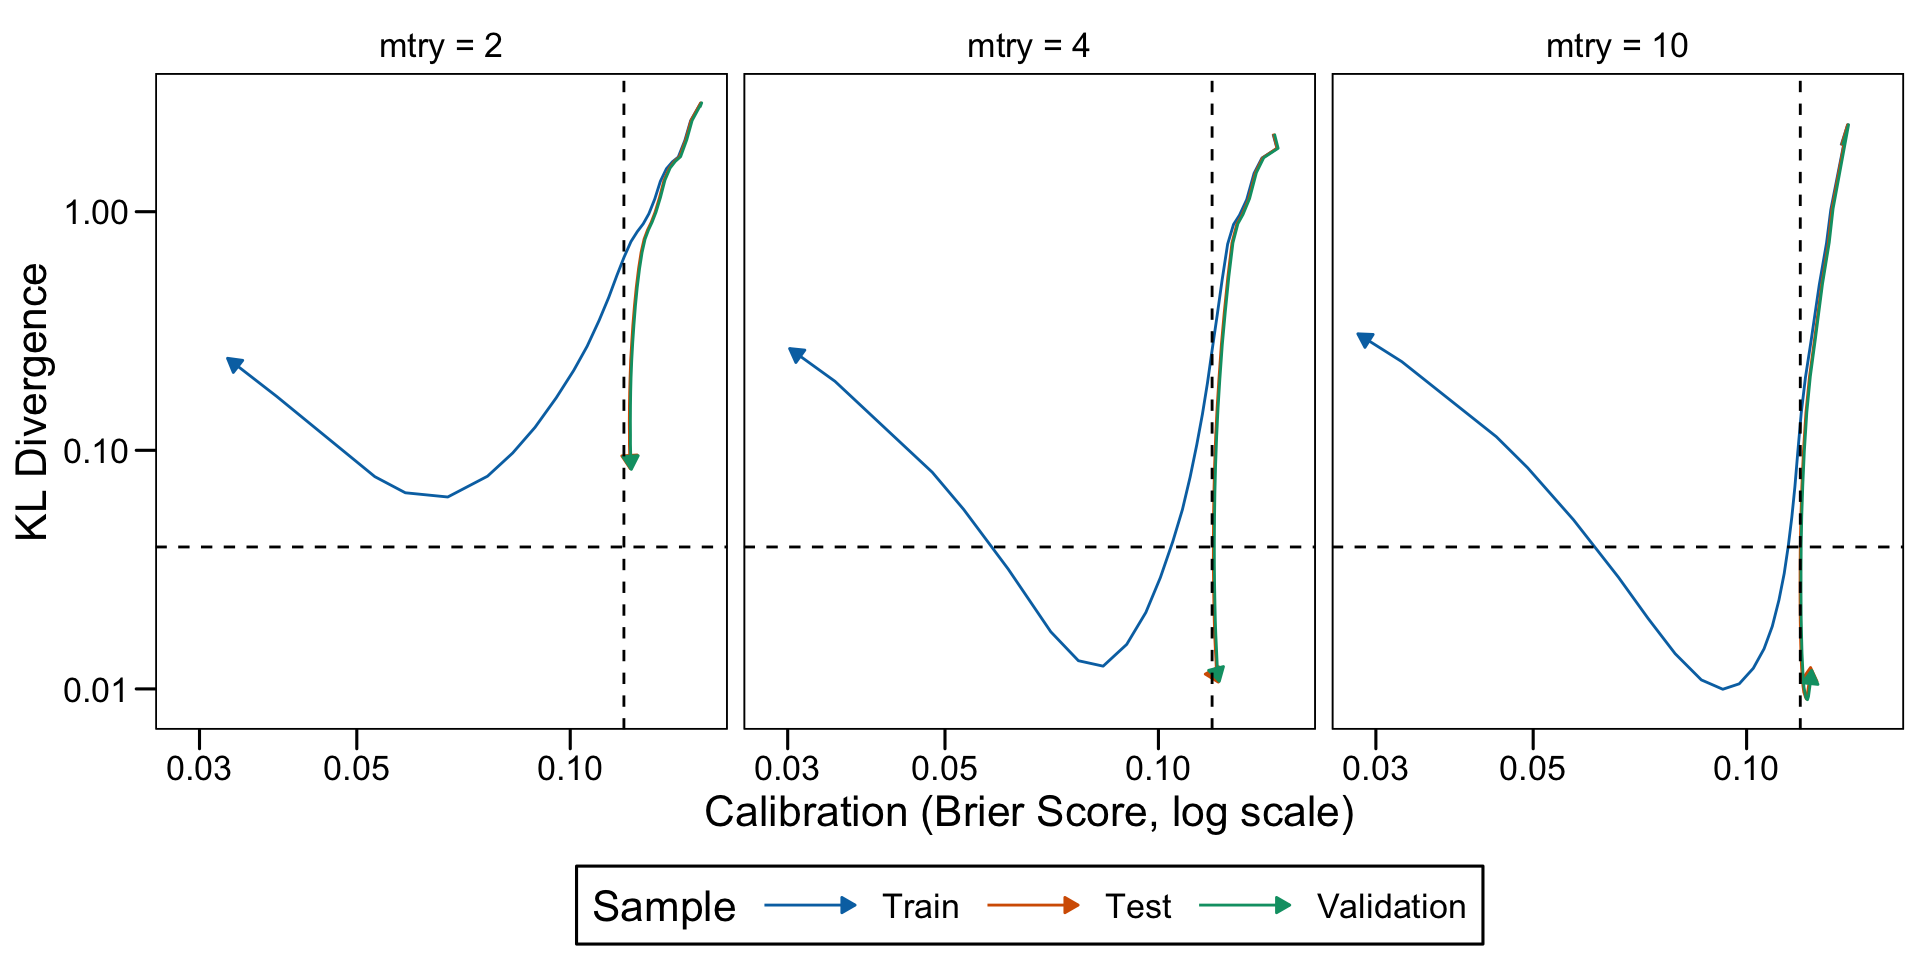 mtry = 2 mtry = 4 mtry = 10
KL Divergence
1.00
0.10
0.01
0.03 0.05 0.10 0.03 0.05 0.10 0.03 0.05 0.10
Calibration (Brier Score, log scale)
Sample Train Test Validation